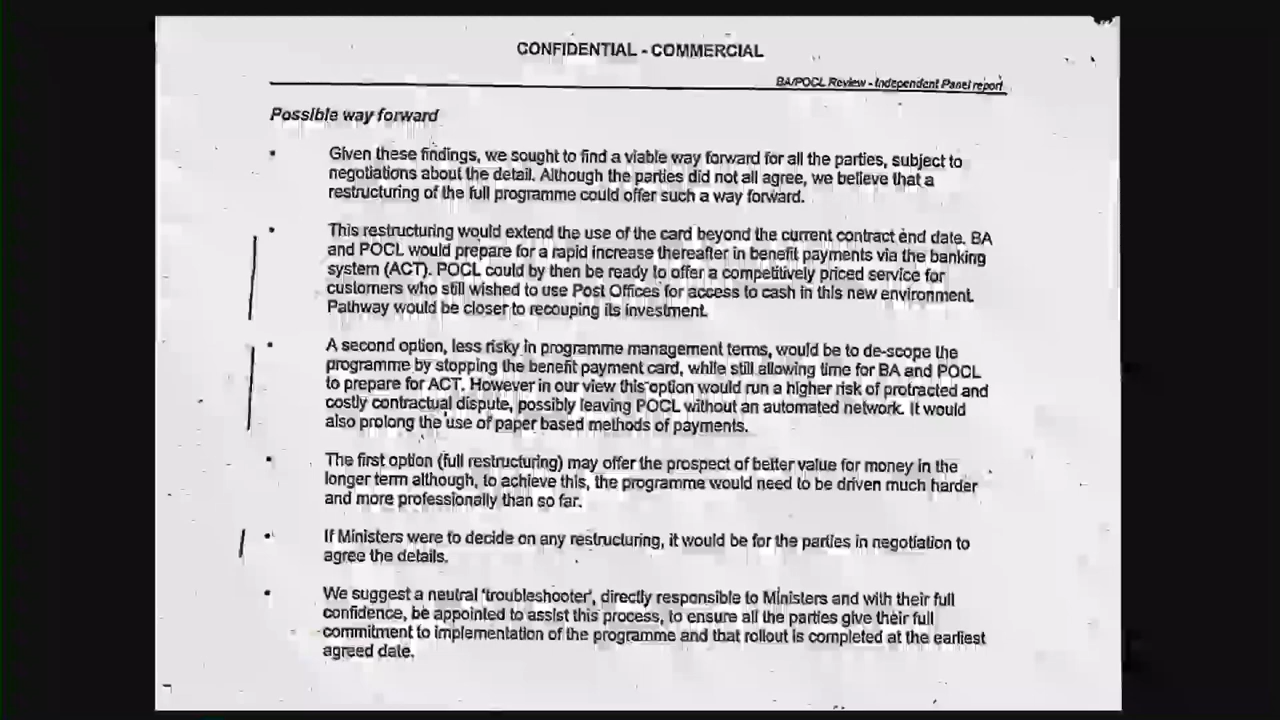 CONFIDENTIAL - COMMERCIAL
BA/POCL Review - Independent Panel report
Possible way forward
Given these findings, we sought to find a viable way forward for all the parties, subject to
negotiations about the detail. Although the parties did not all agree, we believe that a
restructuring of the full programme could offer such a way forward.
This restructuring would extend the use of the card beyond the current contract end date. BA
and POCL would prepare for a rapid increase thereafter in benefit payments via the banking
system (ACT). POCL could by then be ready to offer a competitively priced service for
customers who still wished to use Post Offices for access to cash in this new environment.
Pathway would be closer to recouping its investment.
A second option, less risky in programme management terms, would be to de-scope the
programme by stopping the benefit payment card, while still allowing time for BA and POCL
to prepare for ACT. However in our view this option would run a higher risk of protracted and
costly contractual dispute, possibly leaving POCL without an automated network. It would
also prolong the use of paper based methods of payments.
The first option (full restructuring) may offer the prospect of better value for money in the
longer term although, to achieve this, the programme would need to be driven much harder
and more professionally than so far.
If Ministers were to decide on any restructuring, it would be for the parties in negotiation to
agree the details.
We suggest a neutral 'troubleshooter', directly responsible to Ministers and with their full
confidence, be appointed to assist this process, to ensure all the parties give their full
commitment to implementation of the programme and that rollout is completed at the earliest
agreed date.